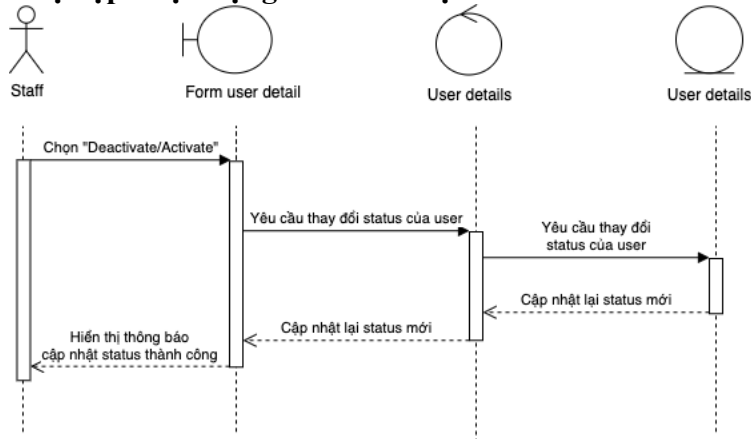 Staff
Form user detail
User details
User details
Chọn "Deactivate/Activate"
Yêu cầu thay đổi status của user
Yêu cầu thay đổi
status của user
Cập nhật lại status mới
Cập nhật lại status mới
Hiển thị thông báo
cập nhật status thành công